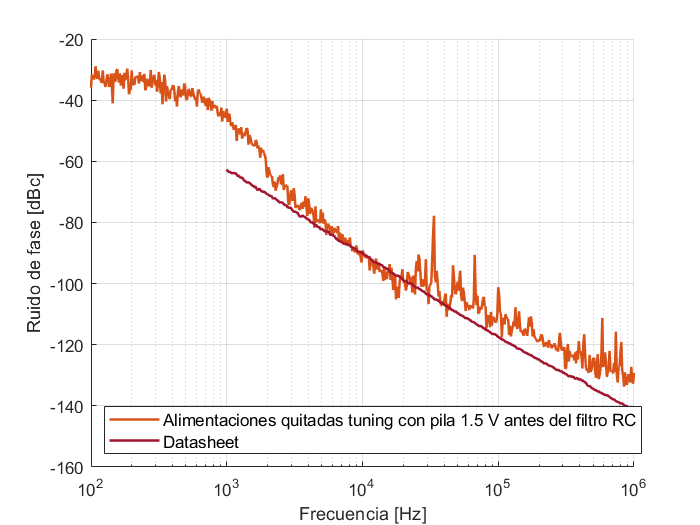 -20
-40
-60
-80
-100
-120
-140
-160
Ruido de fase [dBc]
Alimentaciones quitadas tuning con pila 1.5 V antes del filtro RC
Datasheet
10² 10³ 10⁴ 10⁵ 10⁶
Frecuencia [Hz]